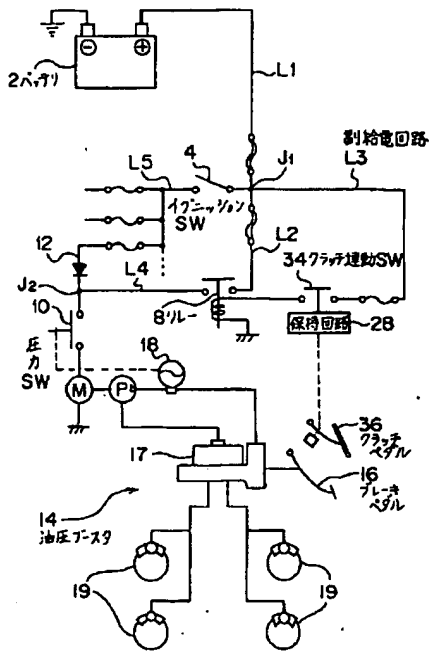 ⊖
⊕
2バッテリ
L1
L5
4
J1
副給電回路
L3
イグニッション
SW
L2
12
34クラッチ連動SW
J2
L4
8リレー
保持回路
28
10
圧力
SW
18
M
P
36
クラッチ
ペダル
17
16
ブレーキ
ペダル
14
油圧ブースタ
19
19